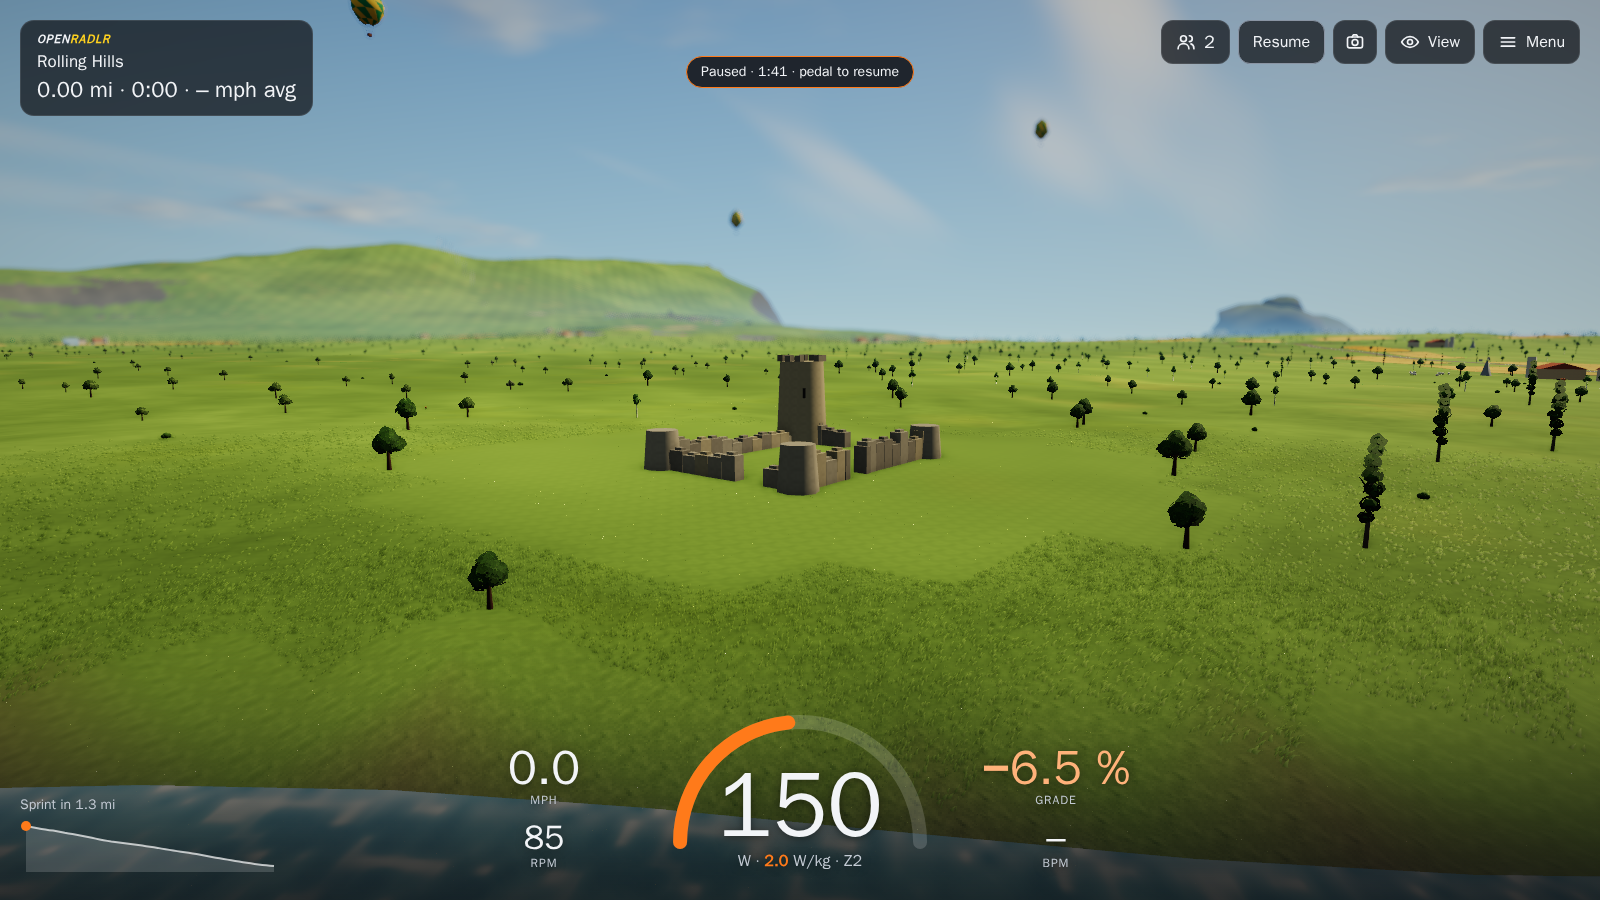 OPENRADLR
Rolling Hills
0.00 mi · 0:00 · – mph avg
Paused · 1:41 · pedal to resume
2
Resume
View
Menu
Sprint in 1.3 mi
0.0
MPH
85
RPM
150
W · 2.0 W/kg · Z2
−6.5 %
GRADE
–
BPM